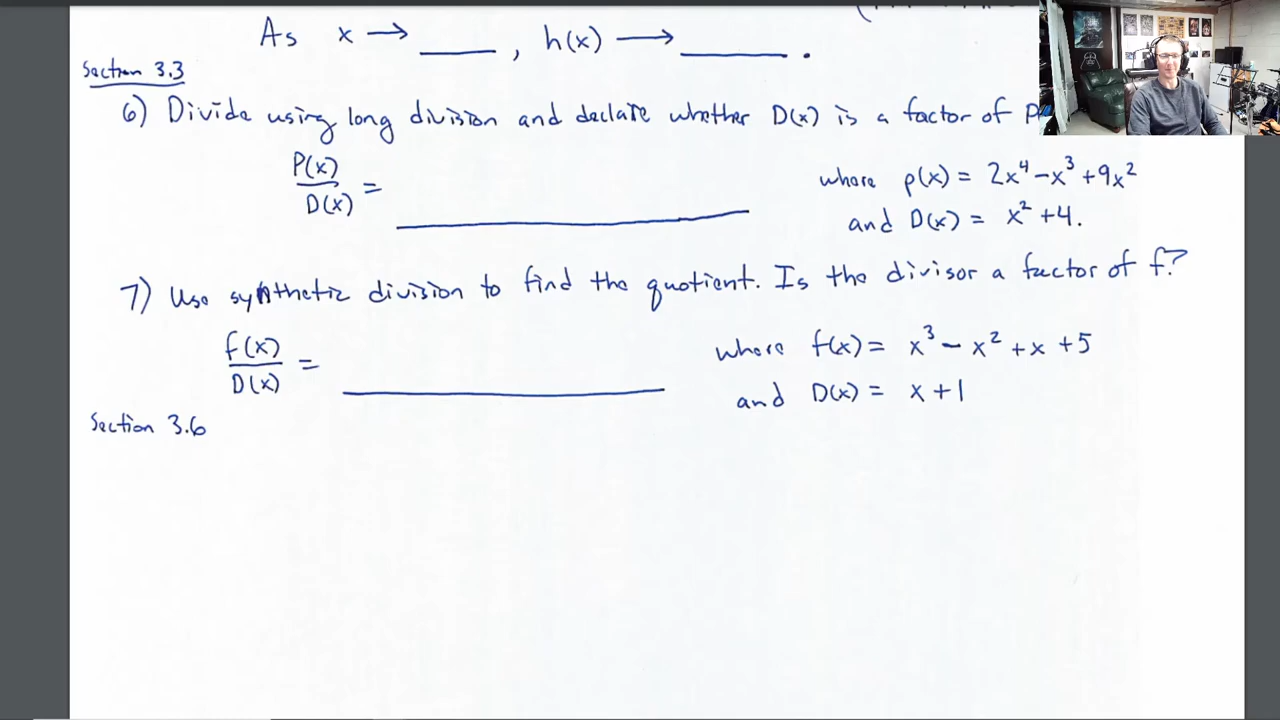 As x → ____, h(x) → ____.
Section 3.3
6) Divide using long division and declare whether D(x) is a factor of P
P(x)/D(x) = ____
where p(x) = 2x⁴ - x³ + 9x²
and D(x) = x² + 4.
7) Use synthetic division to find the quotient. Is the divisor a factor of f?
f(x)/D(x) = ____
where f(x) = x³ - x² + x + 5
and D(x) = x + 1
Section 3.6